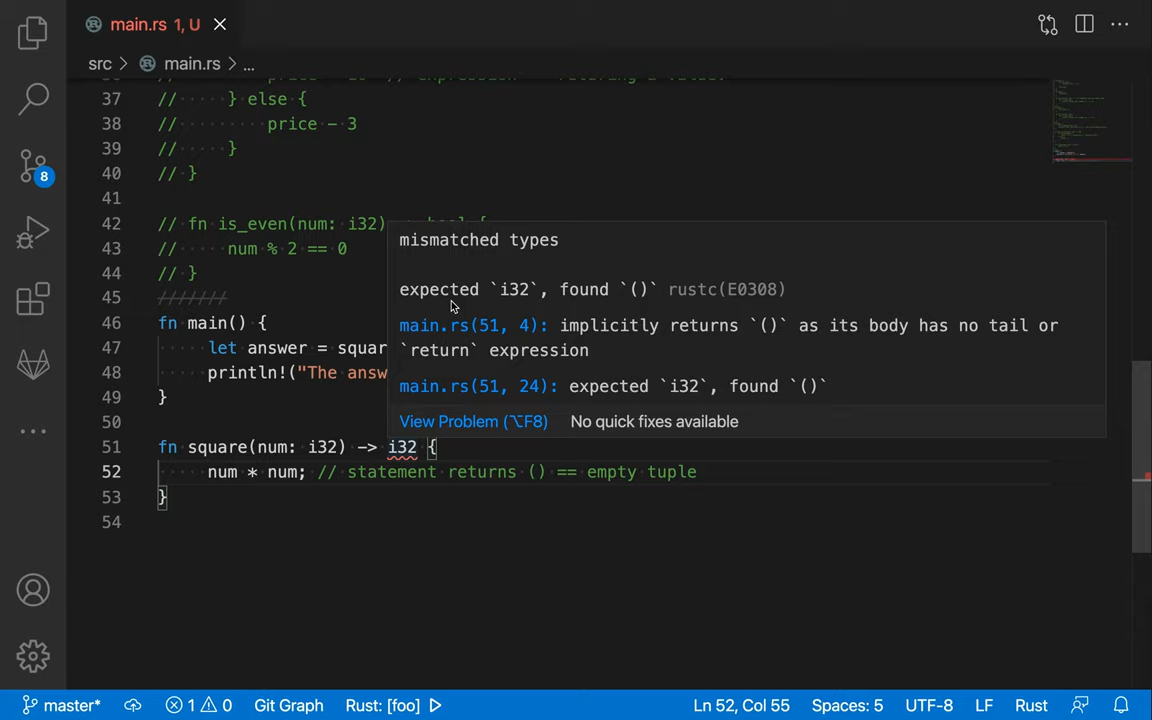 main.rs 1, U
src > main.rs > ...
37 // ····· } else {
38 // ········· price - 3
39 // ····· }
40 // }
41
42 // fn is_even(num: i32)
43 // ····· num % 2 == 0
44 // }
45 ///////
46 fn main() {
47 ····· let answer = squar
48 ····· println!("The answ
49 }
50
mismatched types
expected `i32`, found `()` rustc(E0308)
main.rs(51, 4): implicitly returns `()` as its body has no tail or
`return` expression
main.rs(51, 24): expected `i32`, found `()`
View Problem (⌥F8) No quick fixes available
51 fn square(num: i32) -> i32 {
52 ····· num * num; // statement returns () == empty tuple
53 }
54
8
master* 1 0 Git Graph Rust: [foo] Ln 52, Col 55 Spaces: 5 UTF-8 LF Rust